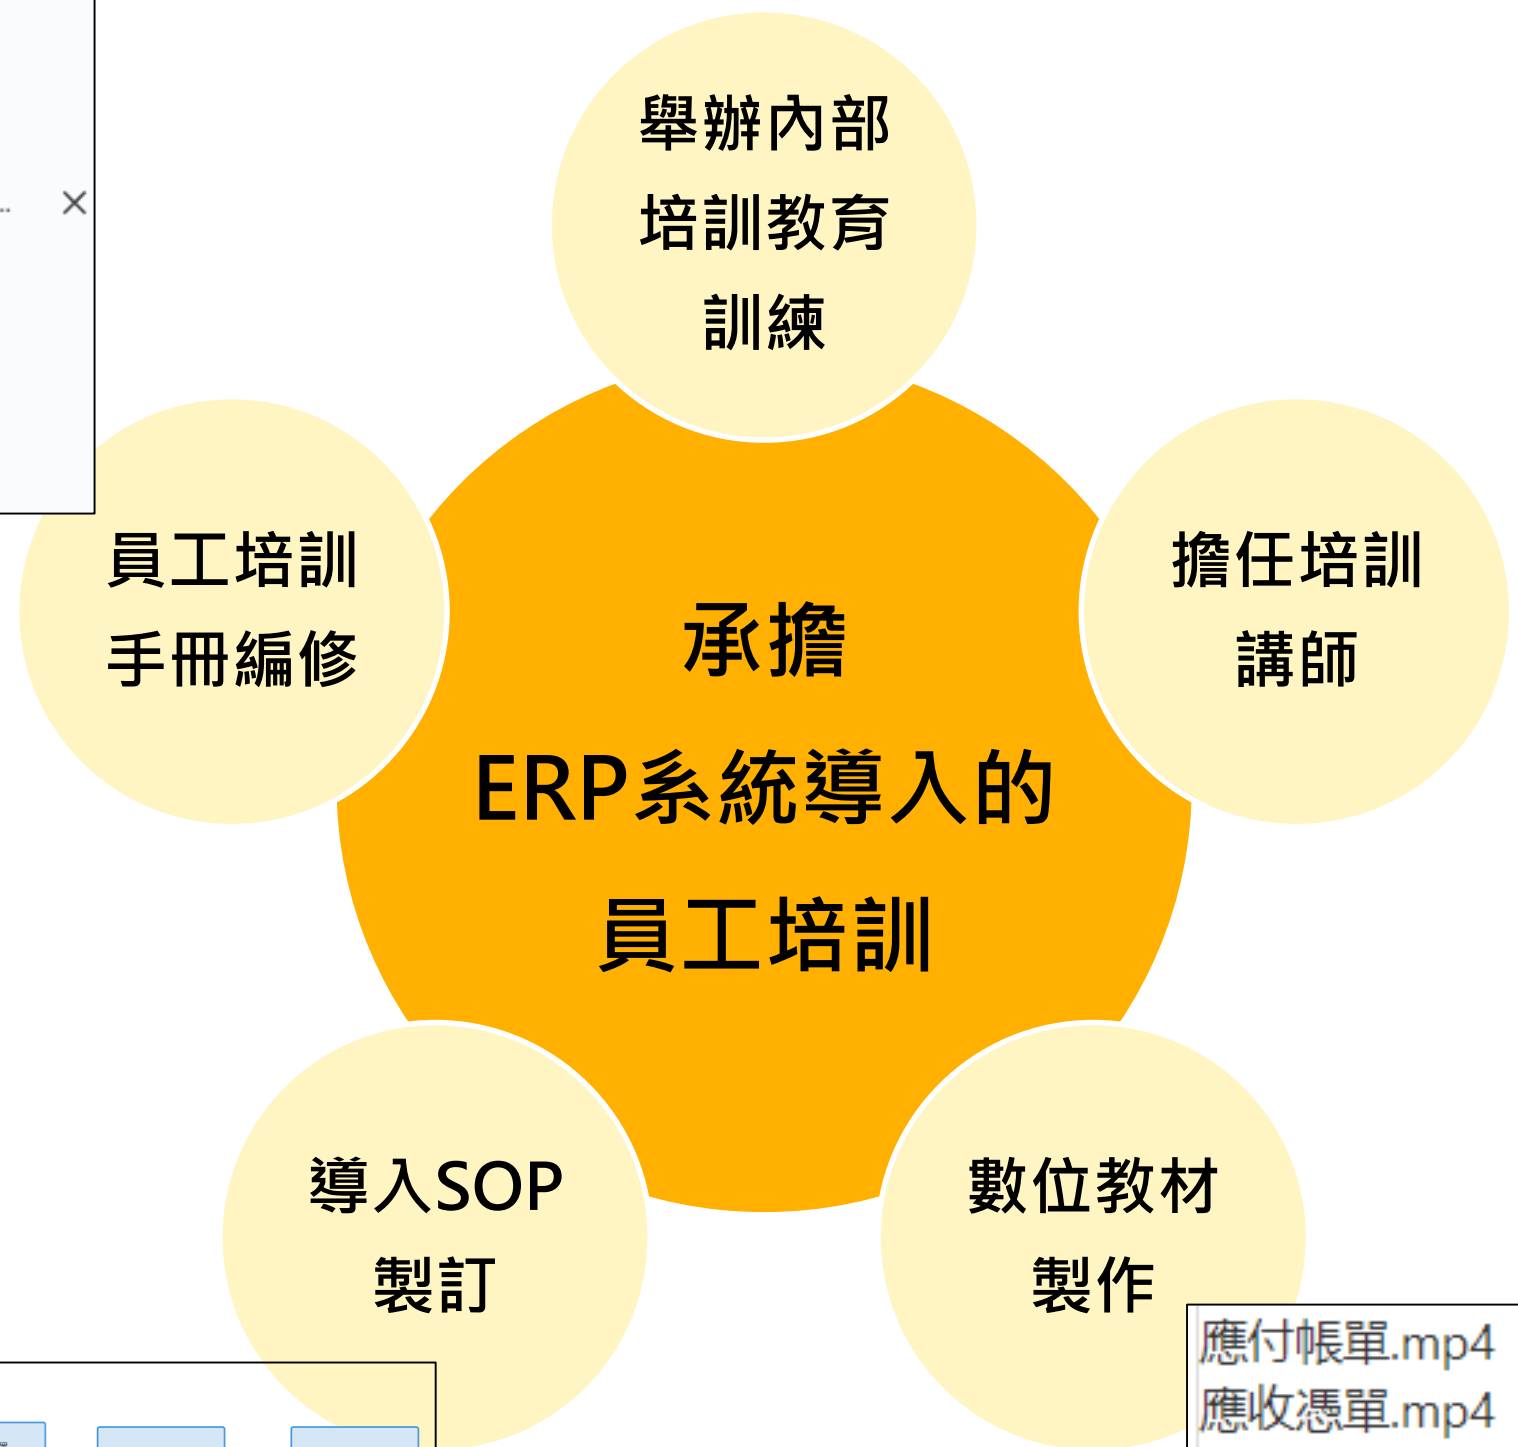 舉辦內部
培訓教育
訓練
員工培訓
手冊編修
擔任培訓
講師
承擔
ERP系統導入的
員工培訓
導入SOP
製訂
數位教材
製作
應付帳單.mp4
應收憑單.mp4